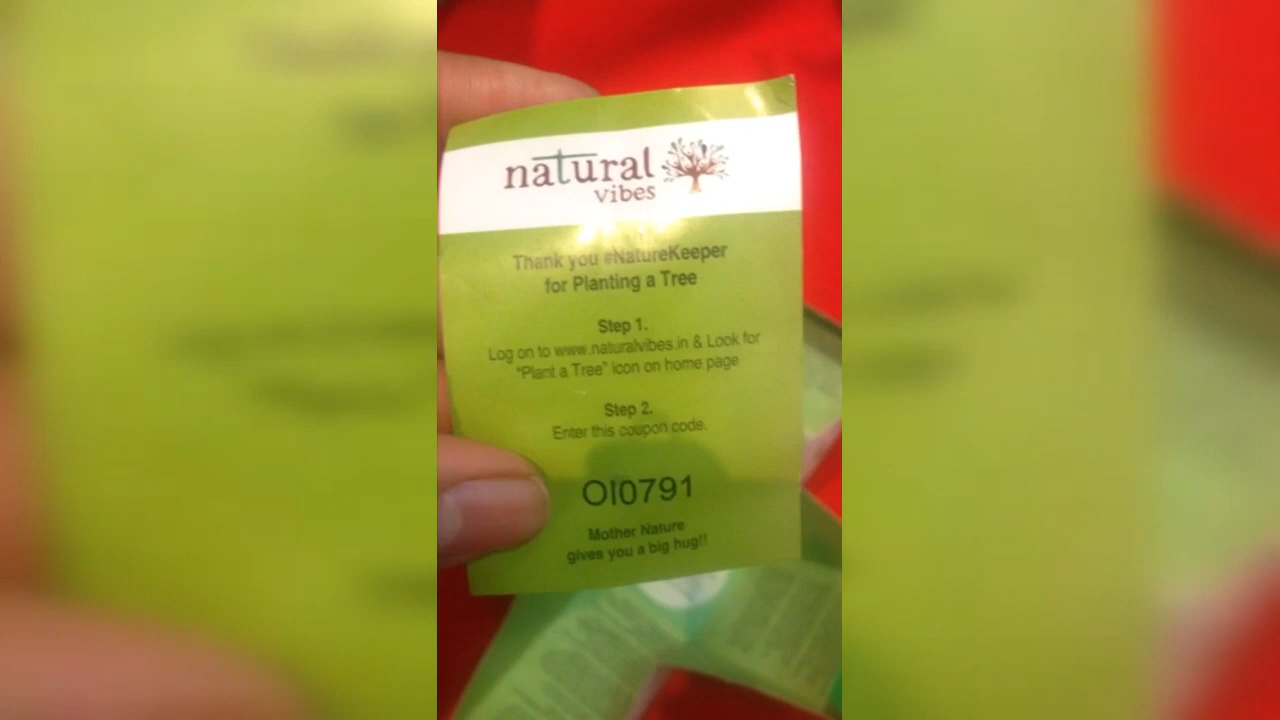 natural
vibes
Thank you #NatureKeeper
for Planting a Tree
Step 1.
Log on to www.naturalvibes.in & Look for
"Plant a Tree" icon on home page
Step 2.
Enter this coupon code.
OI0791
Mother Nature
gives you a big hug!!